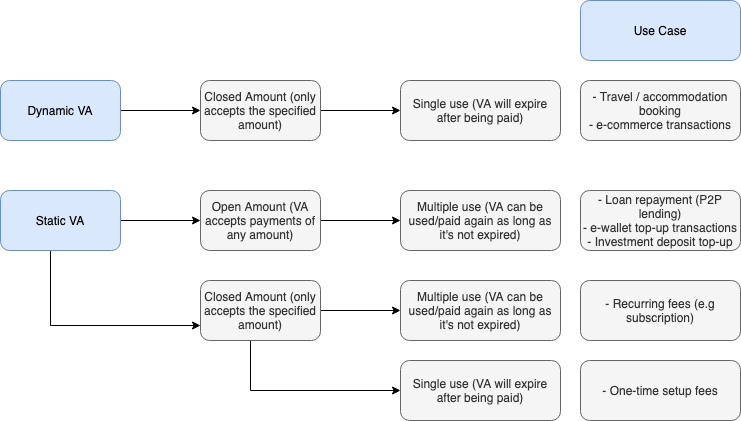 Use Case
Dynamic VA
Closed Amount (only
accepts the specified
amount)
Single use (VA will expire
after being paid)
- Travel / accommodation
booking
- e-commerce transactions
Static VA
Open Amount (VA
accepts payments of
any amount)
Multiple use (VA can be
used/paid again as long as
it's not expired)
- Loan repayment (P2P
lending)
- e-wallet top-up transactions
- Investment deposit top-up
Closed Amount (only
accepts the specified
amount)
Multiple use (VA can be
used/paid again as long as
it's not expired)
- Recurring fees (e.g
subscription)
Single use (VA will expire
after being paid)
- One-time setup fees